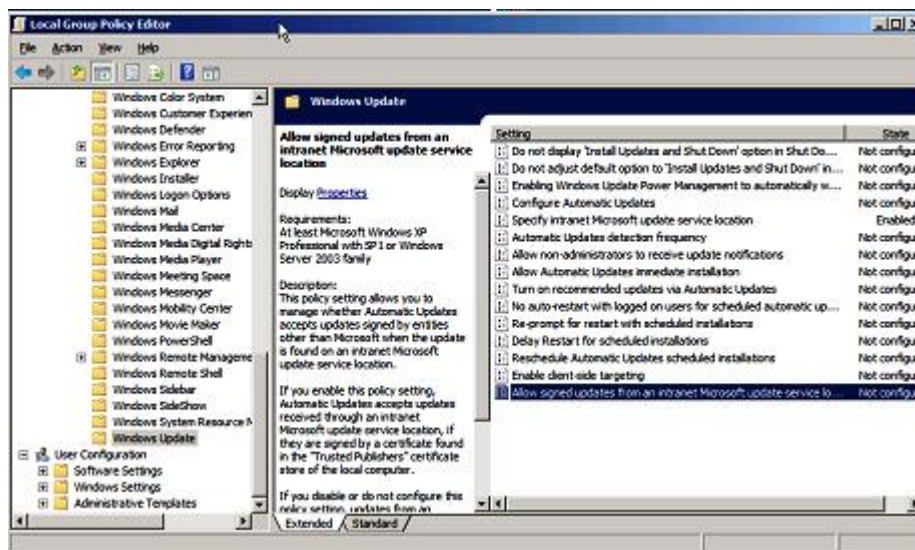 Local Group Policy Editor
File Action View Help
Windows Color System
Windows Customer Experien
Windows Defender
Windows Error Reporting
Windows Explorer
Windows Installer
Windows Logon Options
Windows Mail
Windows Media Center
Windows Media Digital Rights
Windows Media Player
Windows Meeting Space
Windows Messenger
Windows Mobility Center
Windows Movie Maker
Windows PowerShell
Windows Remote Manageme
Windows Remote Shell
Windows Sidebar
Windows SideShow
Windows System Resource M
Windows Update
User Configuration
Software Settings
Windows Settings
Administrative Templates
Windows Update
Allow signed updates from an
intranet Microsoft update service
location
Display Properties
Requirements:
At least Microsoft Windows XP
Professional with SP1 or Windows
Server 2003 family
Description:
This policy setting allows you to
manage whether Automatic Updates
accepts updates signed by entities
other than Microsoft when the update
is found on an intranet Microsoft
update service location.
If you enable this policy setting,
Automatic Updates accepts updates
received through an intranet
Microsoft update service location, if
they are signed by a certificate found
in the "Trusted Publishers" certificate
store of the local computer.
If you disable or do not configure this
policy setting, updates from an
Setting State
Do not display 'Install Updates and Shut Down' option in Shut Do... Not configu
Do not adjust default option to 'Install Updates and Shut Down' in... Not configu
Enabling Windows Update Power Management to automatically w... Not configu
Configure Automatic Updates Not configu
Specify intranet Microsoft update service location Enabled
Automatic Updates detection frequency Not configu
Allow non-administrators to receive update notifications Not configu
Allow Automatic Updates immediate installation Not configu
Turn on recommended updates via Automatic Updates Not configu
No auto-restart with logged on users for scheduled automatic up... Not configu
Re-prompt for restart with scheduled installations Not configu
Delay Restart for scheduled installations Not configu
Reschedule Automatic Updates scheduled installations Not configu
Enable client-side targeting Not configu
Allow signed updates from an intranet Microsoft update service lo... Not configu
Extended Standard